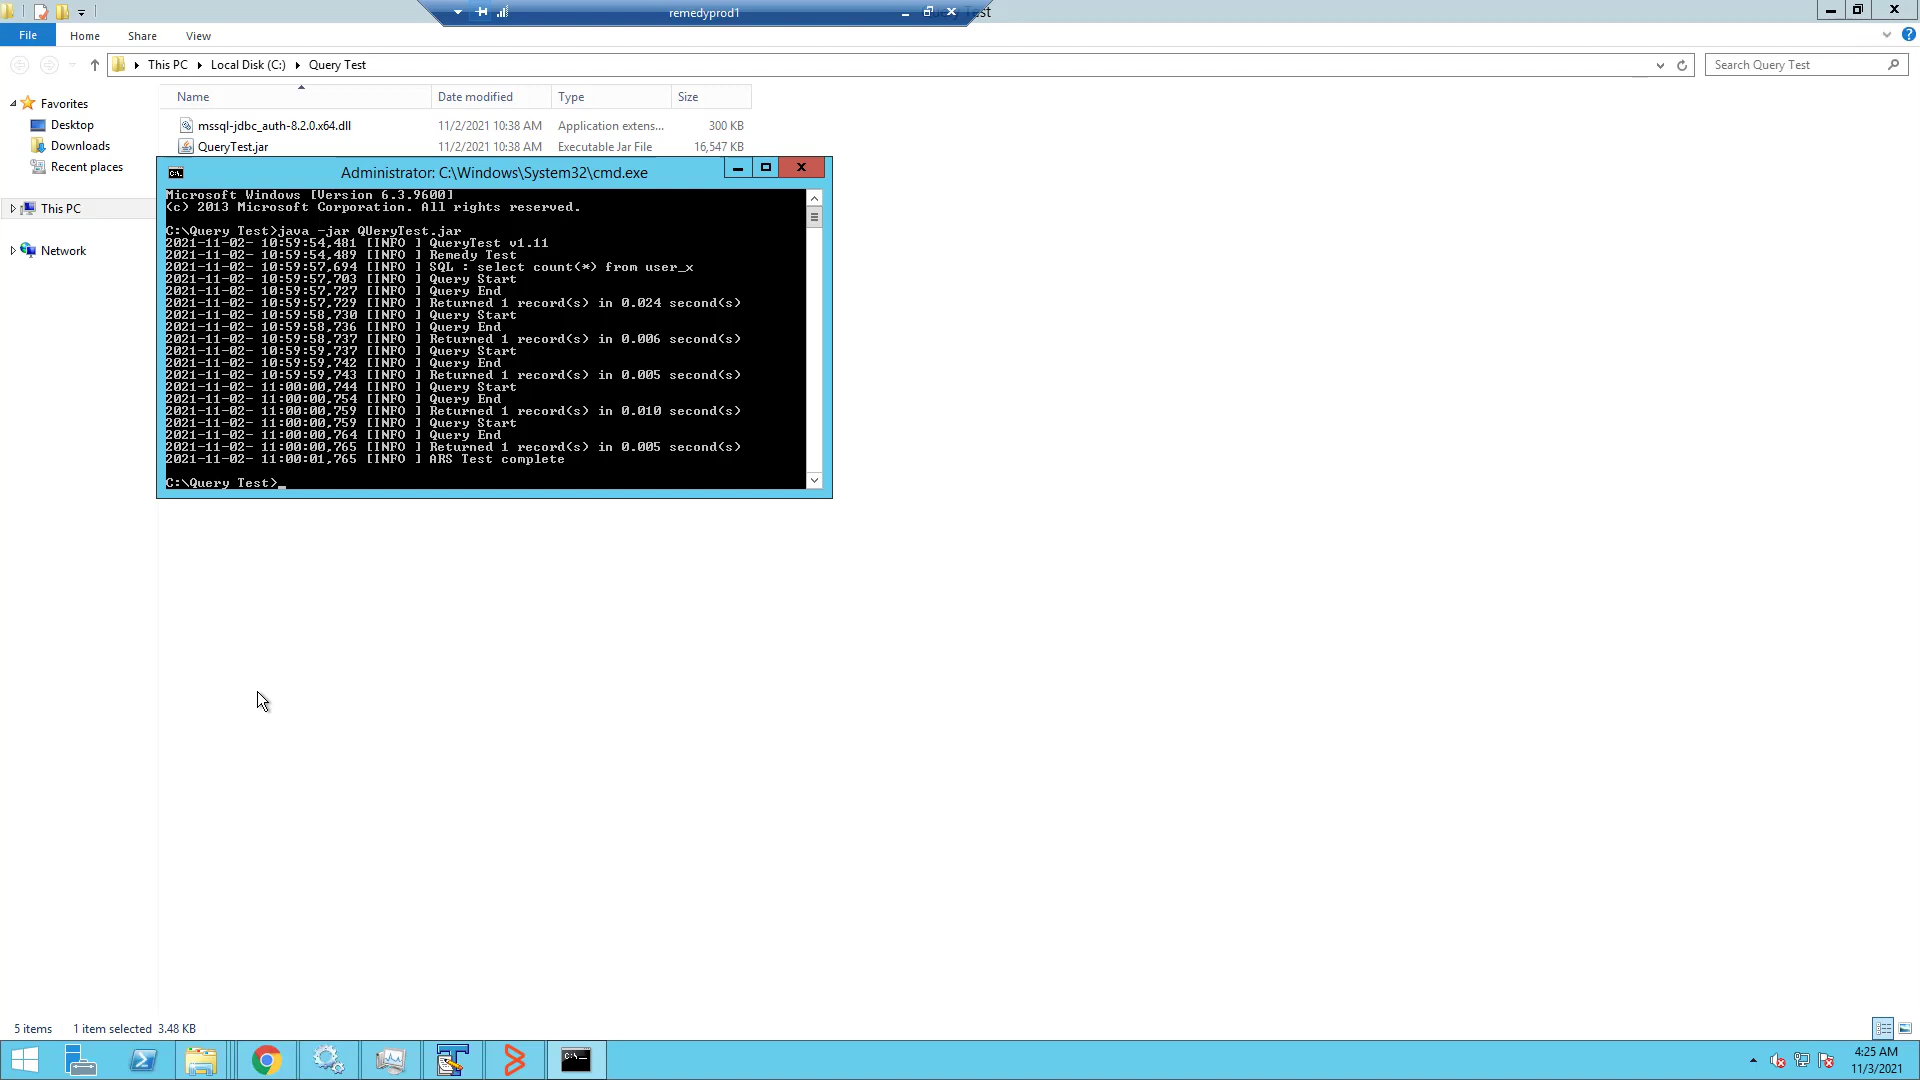 remedyprod1
File
Home
Share
View
This PC
Local Disk (C:)
Query Test
Search Query Test
Name
Date modified
Type
Size
Favorites
Desktop
Downloads
Recent places
This PC
Network
mssql-jdbc_auth-8.2.0.x64.dll 11/2/2021 10:38 AM Application extens... 300 KB
QueryTest.jar 11/2/2021 10:38 AM Executable Jar File 16,547 KB
Administrator: C:\Windows\System32\cmd.exe
Microsoft Windows [Version 6.3.9600]
(c) 2013 Microsoft Corporation. All rights reserved.
C:\Query Test>java -jar QUeryTest.jar
2021-11-02- 10:59:54,481 [INFO ] QueryTest v1.11
2021-11-02- 10:59:54,489 [INFO ] Remedy Test
2021-11-02- 10:59:57,694 [INFO ] SQL : select count(*) from user_x
2021-11-02- 10:59:57,703 [INFO ] Query Start
2021-11-02- 10:59:57,727 [INFO ] Query End
2021-11-02- 10:59:57,729 [INFO ] Returned 1 record(s) in 0.024 second(s)
2021-11-02- 10:59:58,730 [INFO ] Query Start
2021-11-02- 10:59:58,736 [INFO ] Query End
2021-11-02- 10:59:58,737 [INFO ] Returned 1 record(s) in 0.006 second(s)
2021-11-02- 10:59:59,737 [INFO ] Query Start
2021-11-02- 10:59:59,742 [INFO ] Query End
2021-11-02- 10:59:59,743 [INFO ] Returned 1 record(s) in 0.005 second(s)
2021-11-02- 11:00:00,744 [INFO ] Query Start
2021-11-02- 11:00:00,754 [INFO ] Query End
2021-11-02- 11:00:00,759 [INFO ] Returned 1 record(s) in 0.010 second(s)
2021-11-02- 11:00:00,759 [INFO ] Query Start
2021-11-02- 11:00:00,764 [INFO ] Query End
2021-11-02- 11:00:00,765 [INFO ] Returned 1 record(s) in 0.005 second(s)
2021-11-02- 11:00:01,765 [INFO ] ARS Test complete
C:\Query Test>_
5 items 1 item selected 3.48 KB
4:25 AM
11/3/2021